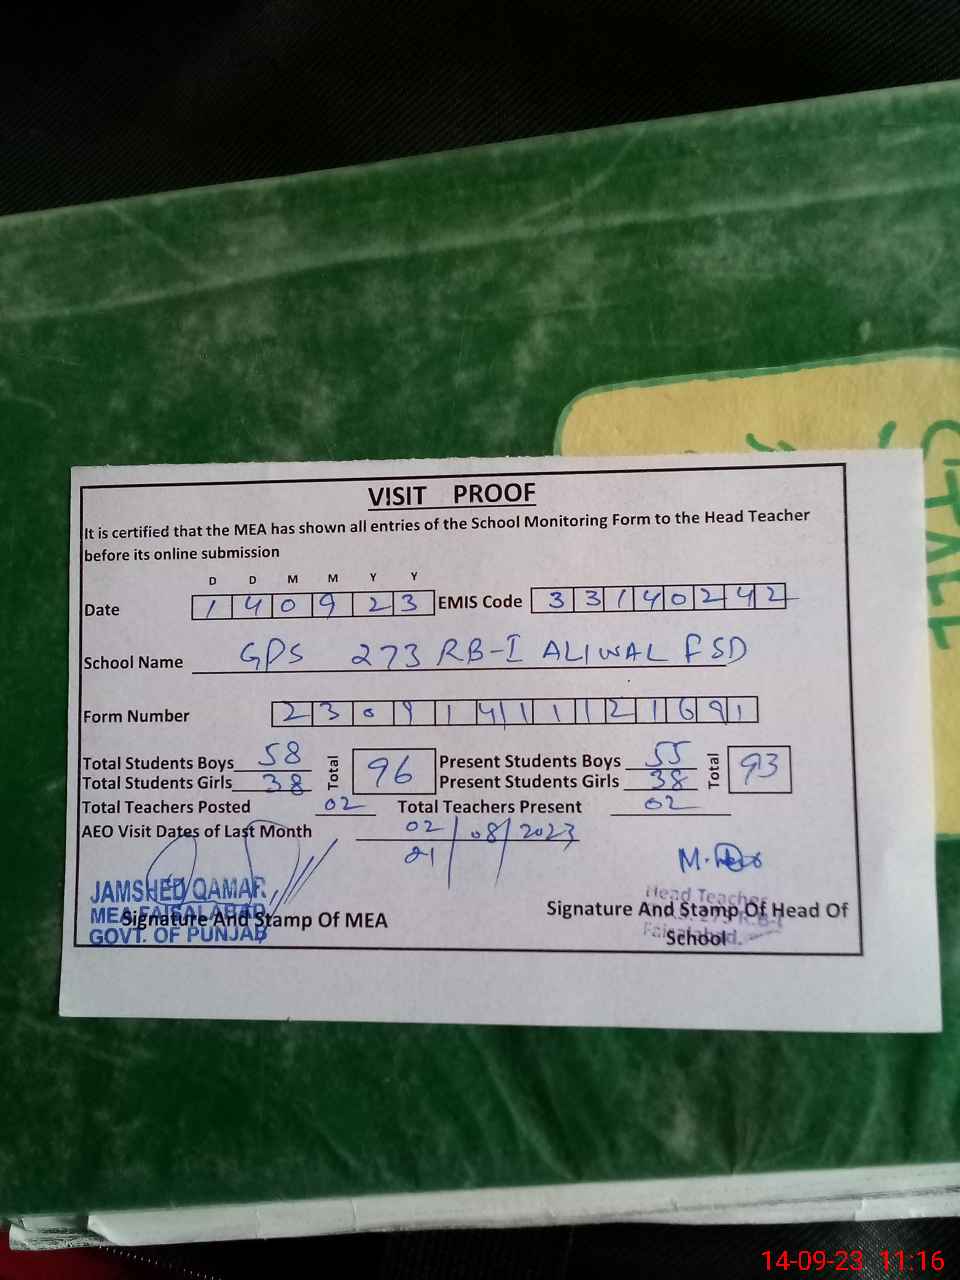 VISIT PROOF
It is certified that the MEA has shown all entries of the School Monitoring Form to the Head Teacher
before its online submission
D D M M Y Y
Date 1 4 0 9 2 3 EMIS Code 3 3 1 4 0 2 4 2
School Name GPS 273 RB-I ALIWAL FSD
Form Number 2 3 0 9 1 4 1 1 1 2 1 6 9 1
Total Students Boys 58 Total 96 Present Students Boys 55 Total 93
Total Students Girls 38 Present Students Girls 38
Total Teachers Posted 02 Total Teachers Present 02
AEO Visit Dates of Last Month 02/08/2023
21
JAMSHED QAMAR
MEA FAISALABAD
GOVT. OF PUNJAB
Signature And Stamp Of MEA
Head Teacher
Signature And Stamp Of Head Of
School
Faisalabad.
14-09-23 11:16